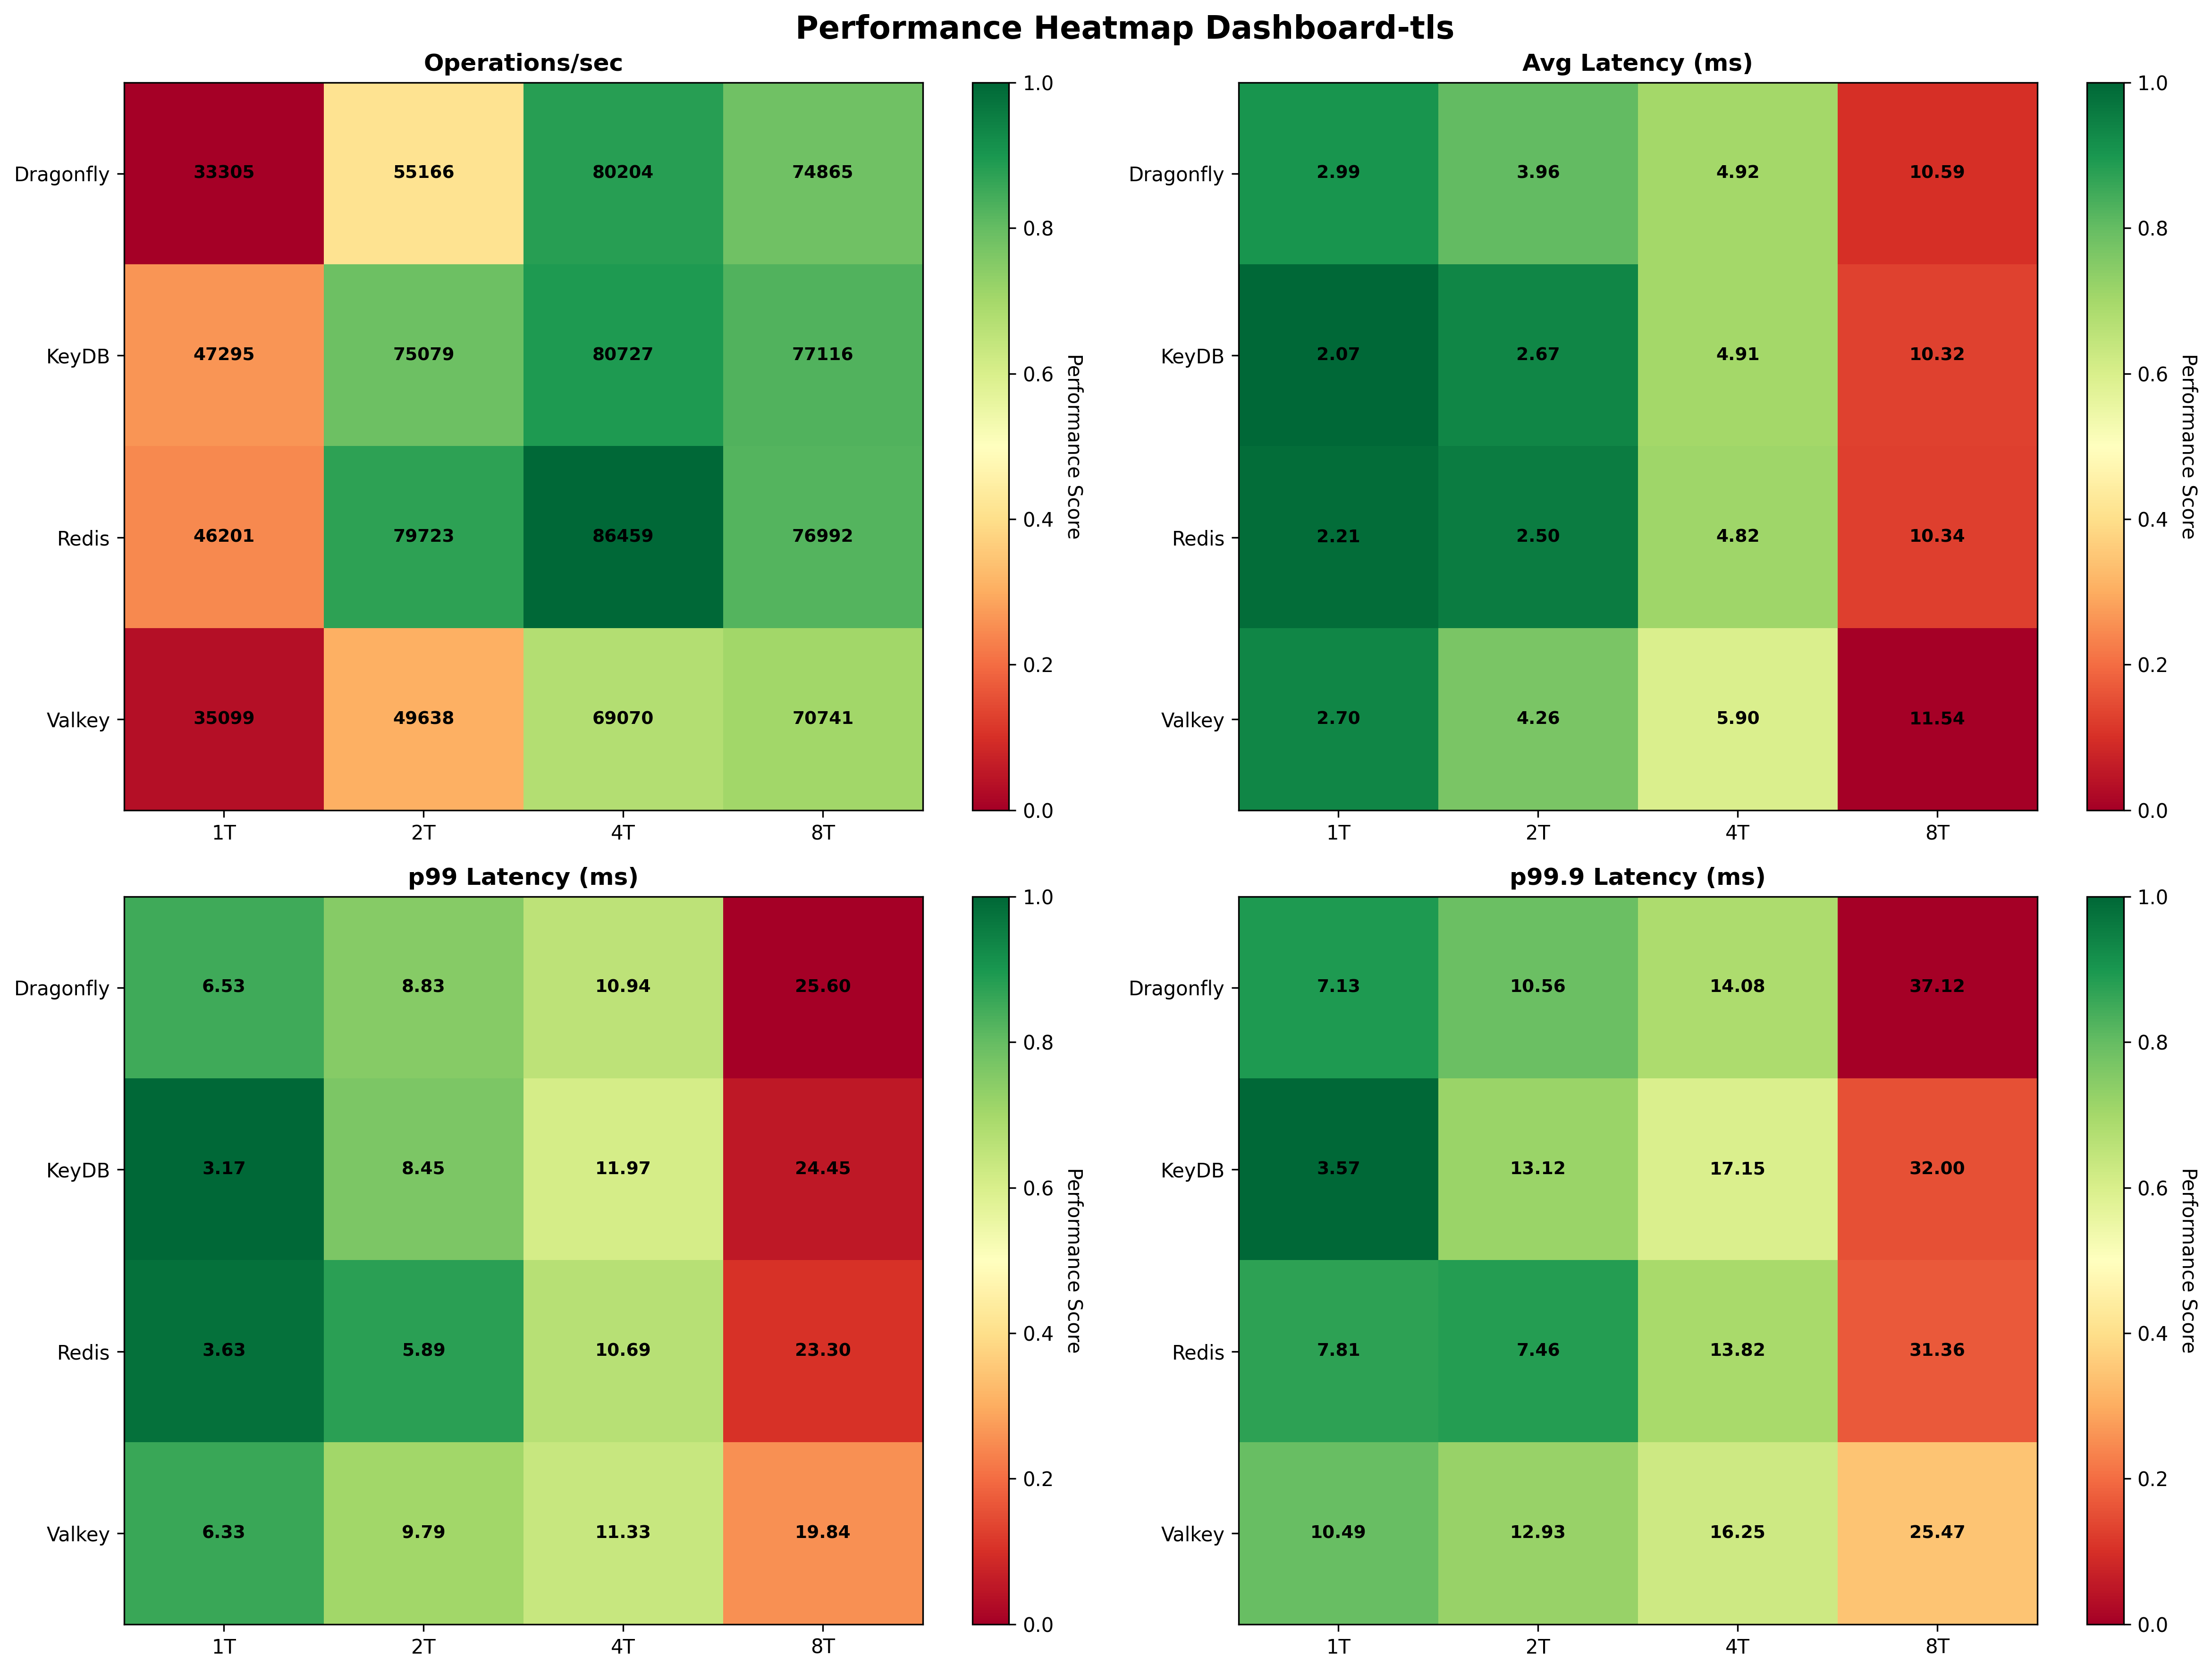 Performance Heatmap Dashboard-tls
Operations/sec
Dragonfly 33305 55166 80204 74865
KeyDB 47295 75079 80727 77116
Redis 46201 79723 86459 76992
Valkey 35099 49638 69070 70741
1T 2T 4T 8T
1.0
0.8
0.6
0.4
0.2
0.0
Performance Score
Avg Latency (ms)
Dragonfly 2.99 3.96 4.92 10.59
KeyDB 2.07 2.67 4.91 10.32
Redis 2.21 2.50 4.82 10.34
Valkey 2.70 4.26 5.90 11.54
1T 2T 4T 8T
1.0
0.8
0.6
0.4
0.2
0.0
Performance Score
p99 Latency (ms)
Dragonfly 6.53 8.83 10.94 25.60
KeyDB 3.17 8.45 11.97 24.45
Redis 3.63 5.89 10.69 23.30
Valkey 6.33 9.79 11.33 19.84
1T 2T 4T 8T
1.0
0.8
0.6
0.4
0.2
0.0
Performance Score
p99.9 Latency (ms)
Dragonfly 7.13 10.56 14.08 37.12
KeyDB 3.57 13.12 17.15 32.00
Redis 7.81 7.46 13.82 31.36
Valkey 10.49 12.93 16.25 25.47
1T 2T 4T 8T
1.0
0.8
0.6
0.4
0.2
0.0
Performance Score